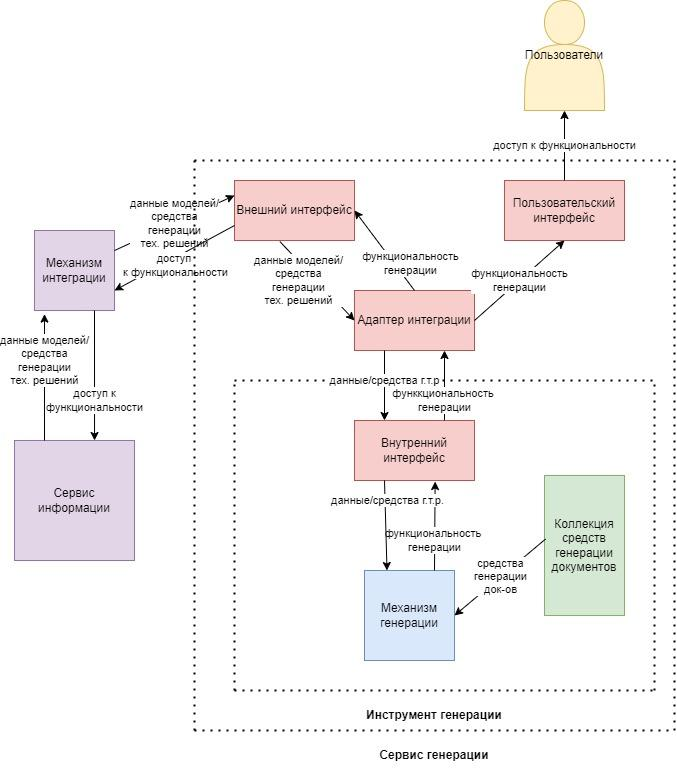 Пользователи
доступ к функциональности
Пользовательский
интерфейс
Внешний интерфейс
данные моделей/
средства
генерации
тех. решений
доступ
к функциональности
Механизм
интеграции
данные моделей/
средства
генерации
тех. решений
функциональность
генерации
функциональность
генерации
Адаптер интеграции
данные моделей/
средства
генерации
тех. решений
доступ к
функкциональности
данные/средства г.т.р
функкциональность
генерации
Внутренний
интерфейс
Сервис
информации
данные/средства г.т.р.
функциональность
генерации
Коллекция
средств
генерации
документов
средства
генерации
док-ов
Механизм
генерации
Инструмент генерации
Сервис генерации